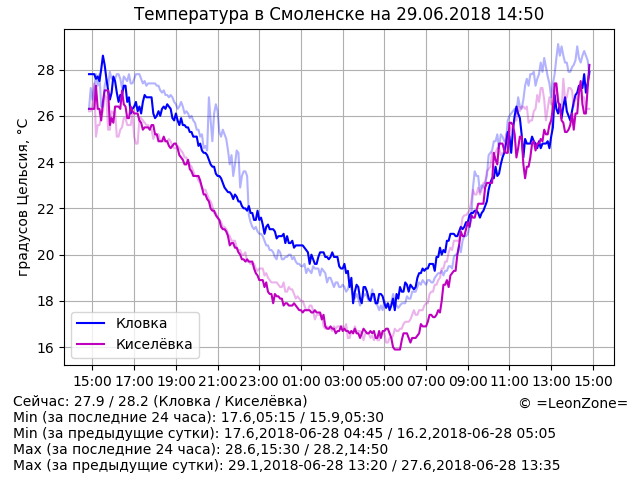 Температура в Смоленске на 29.06.2018 14:50
градусов Цельсия, °C
28
26
24
22
20
18
16
Кловка
Киселёвка
15:00 17:00 19:00 21:00 23:00 01:00 03:00 05:00 07:00 09:00 11:00 13:00 15:00
Сейчас: 27.9 / 28.2 (Кловка / Киселёвка)
© =LeonZone=
Min (за последние 24 часа): 17.6,05:15 / 15.9,05:30
Min (за предыдущие сутки): 17.6,2018-06-28 04:45 / 16.2,2018-06-28 05:05
Max (за последние 24 часа): 28.6,15:30 / 28.2,14:50
Max (за предыдущие сутки): 29.1,2018-06-28 13:20 / 27.6,2018-06-28 13:35